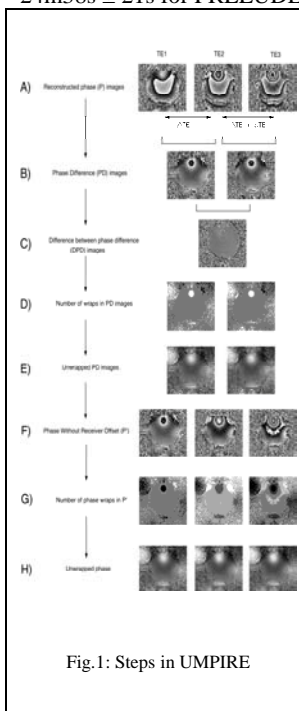 24m38s ± 21s for PRELUDE
TE1 TE2 TE3
A) Reconstructed phase (P) images
ΔTE
B) Phase Difference (PD) images
C) Difference between phase difference
(DPD) images
D) Number of wraps in PD images
E) Unwrapped PD images
F) Phase Without Receiver Offset (P')
G) Number of phase wraps in P'
H) Unwrapped phase
Fig.1: Steps in UMPIRE